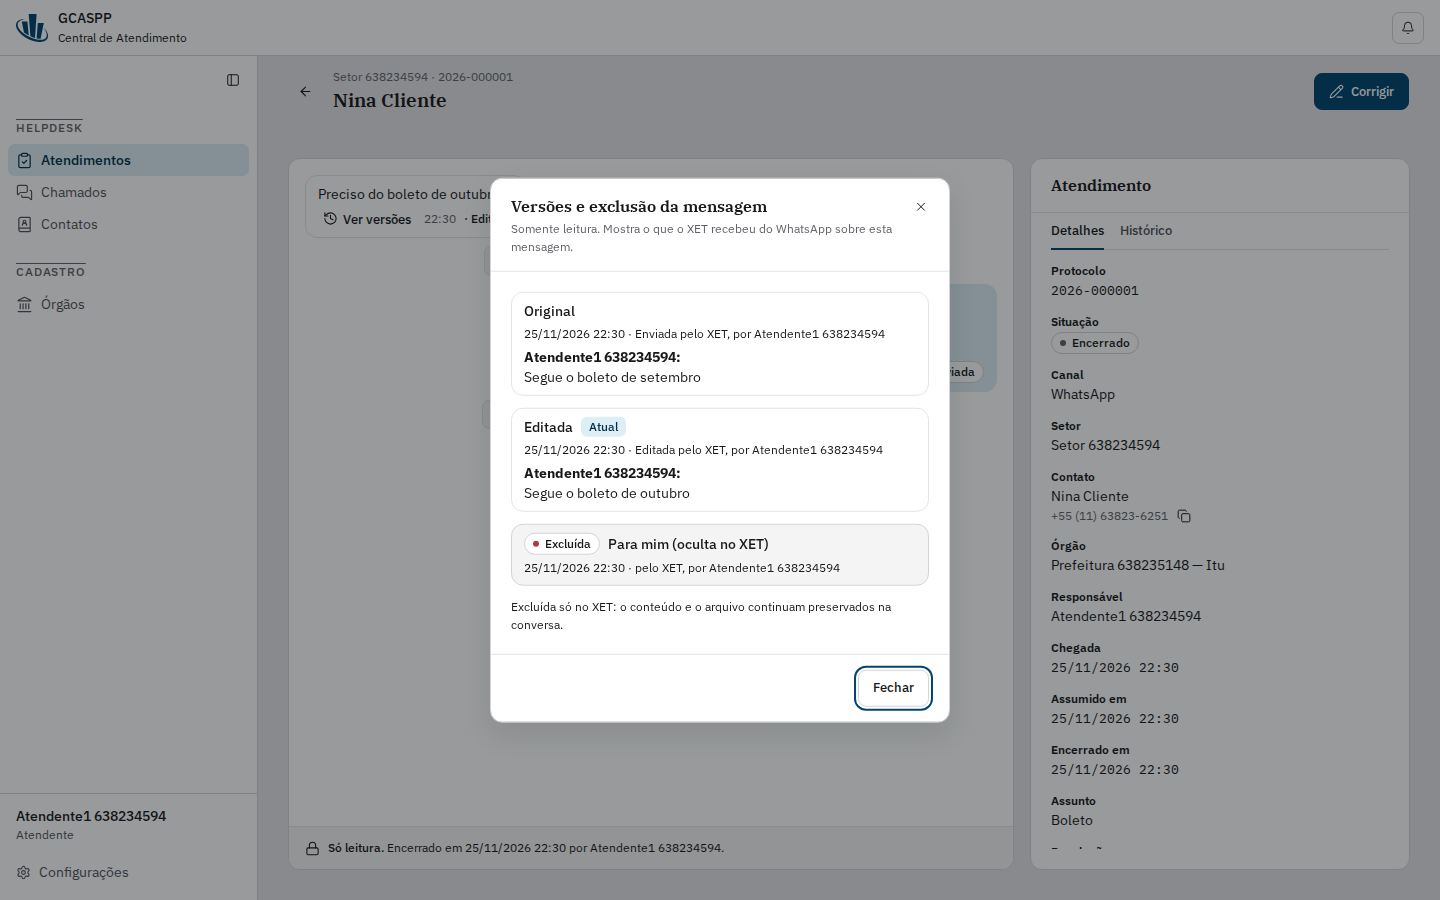 GCASPP
Central de Atendimento
HELPDESK
Atendimentos
Chamados
Contatos
CADASTRO
Órgãos
Atendente1 638234594
Atendente
Configurações
Setor 638234594 · 2026-000001
Nina Cliente
Corrigir
Preciso do boleto de outub
Ver versões 22:30 · Edit
Versões e exclusão da mensagem
Somente leitura. Mostra o que o XET recebeu do WhatsApp sobre esta
mensagem.
Original
25/11/2026 22:30 · Enviada pelo XET, por Atendente1 638234594
Atendente1 638234594:
Segue o boleto de setembro
Editada Atual
25/11/2026 22:30 · Editada pelo XET, por Atendente1 638234594
Atendente1 638234594:
Segue o boleto de outubro
Excluída Para mim (oculta no XET)
25/11/2026 22:30 · pelo XET, por Atendente1 638234594
Excluída só no XET: o conteúdo e o arquivo continuam preservados na
conversa.
Fechar
iada
Só leitura. Encerrado em 25/11/2026 22:30 por Atendente1 638234594.
Atendimento
Detalhes Histórico
Protocolo
2026-000001
Situação
Encerrado
Canal
WhatsApp
Setor
Setor 638234594
Contato
Nina Cliente
+55 (11) 63823-6251
Órgão
Prefeitura 638235148 — Itu
Responsável
Atendente1 638234594
Chegada
25/11/2026 22:30
Assumido em
25/11/2026 22:30
Encerrado em
25/11/2026 22:30
Assunto
Boleto